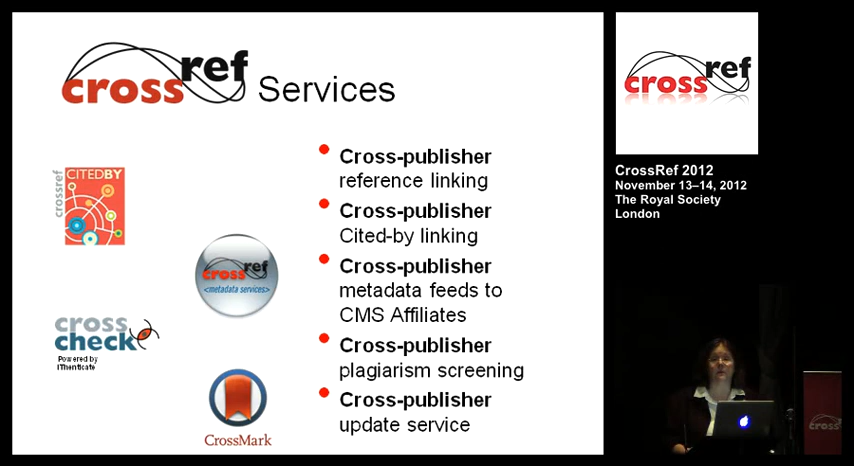 crossref Services
Cross-publisher
reference linking
Cross-publisher
Cited-by linking
Cross-publisher
metadata feeds to
CMS Affiliates
Cross-publisher
plagiarism screening
Cross-publisher
update service
crossref
CITEDBY
crossref
<metadata services>
cross
check
Powered by
iThenticate
CrossMark
crossref
CrossRef 2012
November 13–14, 2012
The Royal Society
London
cross